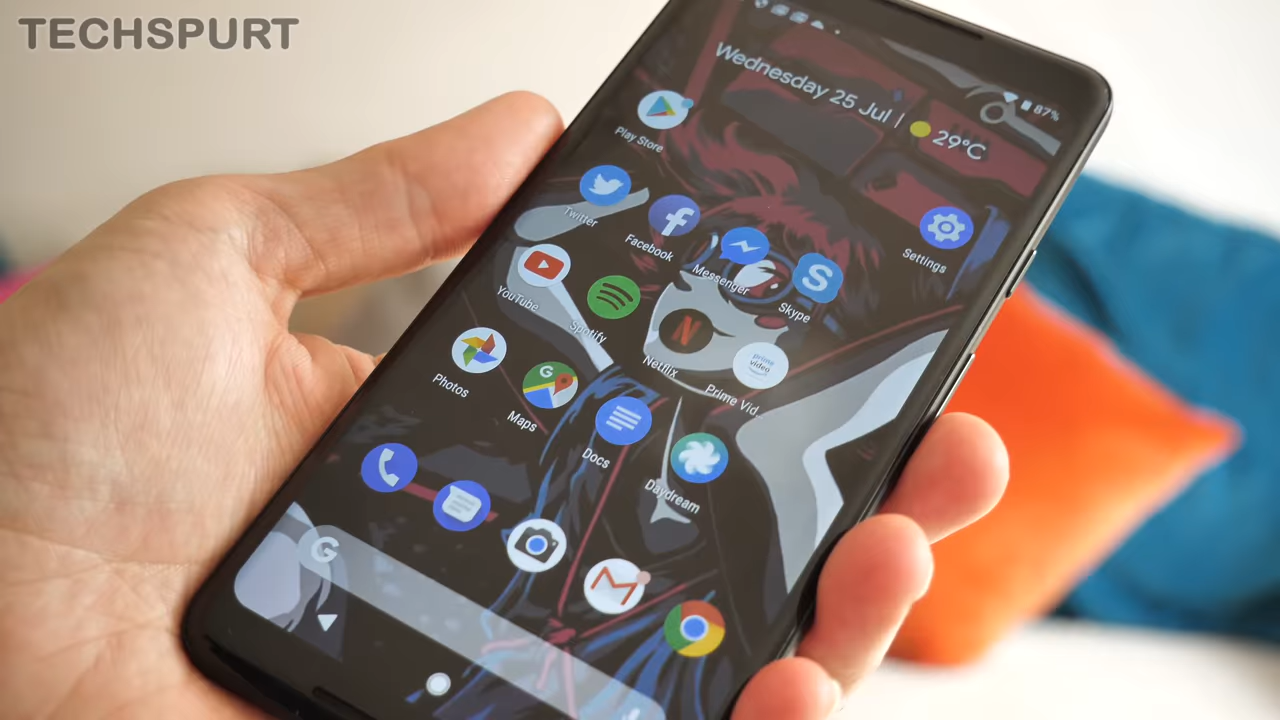 TECHSPURT
87%
Wednesday 25 Jul | 29°C
Play Store
Twitter
Facebook
Messenger
Skype
Settings
YouTube
Spotify
Netflix
prime video
Prime Vid...
Photos
G
Maps
Docs
Daydream
G